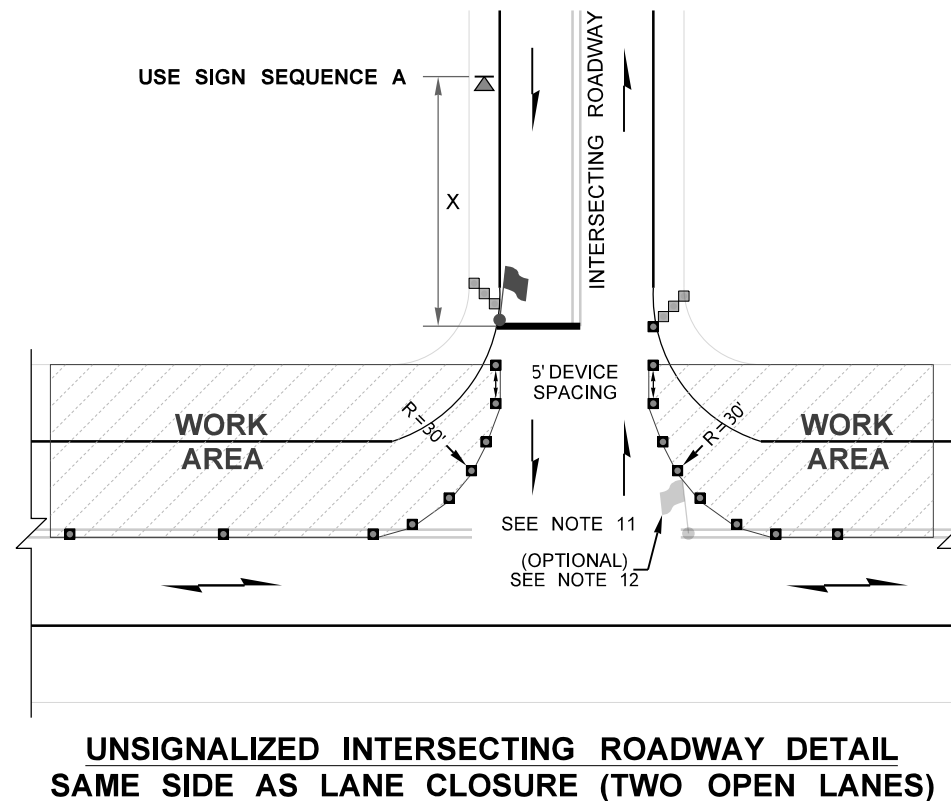 USE SIGN SEQUENCE A
INTERSECTING ROADWAY
X
5' DEVICE
SPACING
WORK
AREA
R = 30'
R = 30'
WORK
AREA
SEE NOTE 11
(OPTIONAL)
SEE NOTE 12
UNSIGNALIZED INTERSECTING ROADWAY DETAIL
SAME SIDE AS LANE CLOSURE (TWO OPEN LANES)